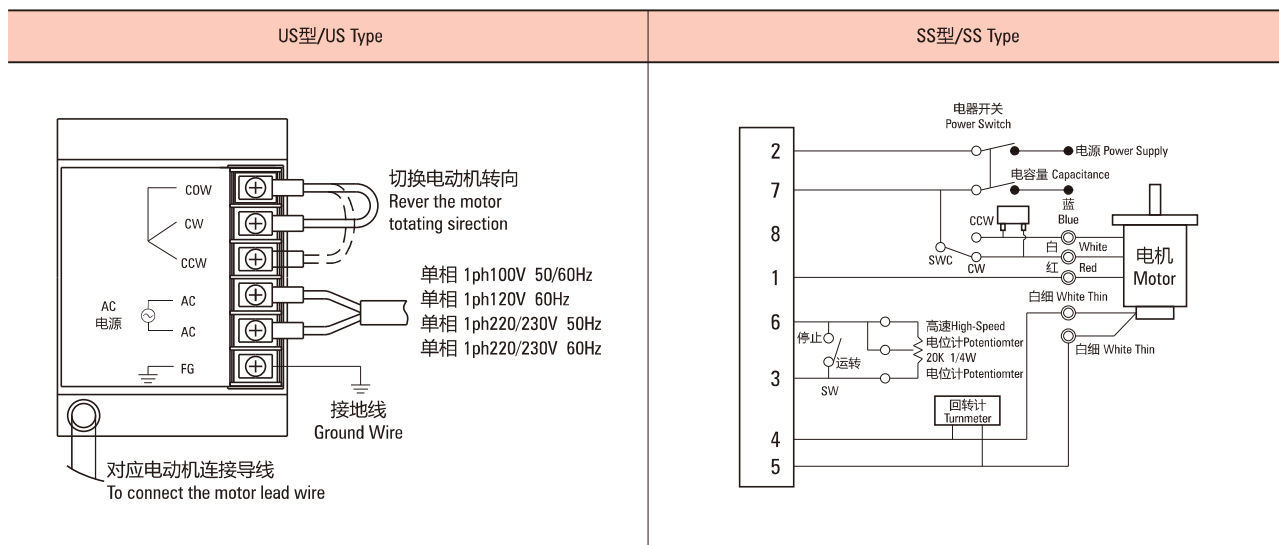 US型/US Type
SS型/SS Type
COW
CW
CCW
AC
电源
AC
AC
FG
切换电动机转向
Rever the motor
totating sirection
单相 1ph100V 50/60Hz
单相 1ph120V 60Hz
单相 1ph220/230V 50Hz
单相 1ph220/230V 60Hz
接地线
Ground Wire
对应电动机连接导线
To connect the motor lead wire
电器开关
Power Switch
2
电源 Power Supply
7
电容量 Capacitance
蓝
Blue
CCW
8
白 White
SWC
CW
1
红 Red
电机
Motor
白细 White Thin
6
停止
运转
SW
高速High-Speed
电位计Potentiomter
20K 1/4W
电位计Potentiomter
白细 White Thin
3
回转计
Turnmeter
4
5